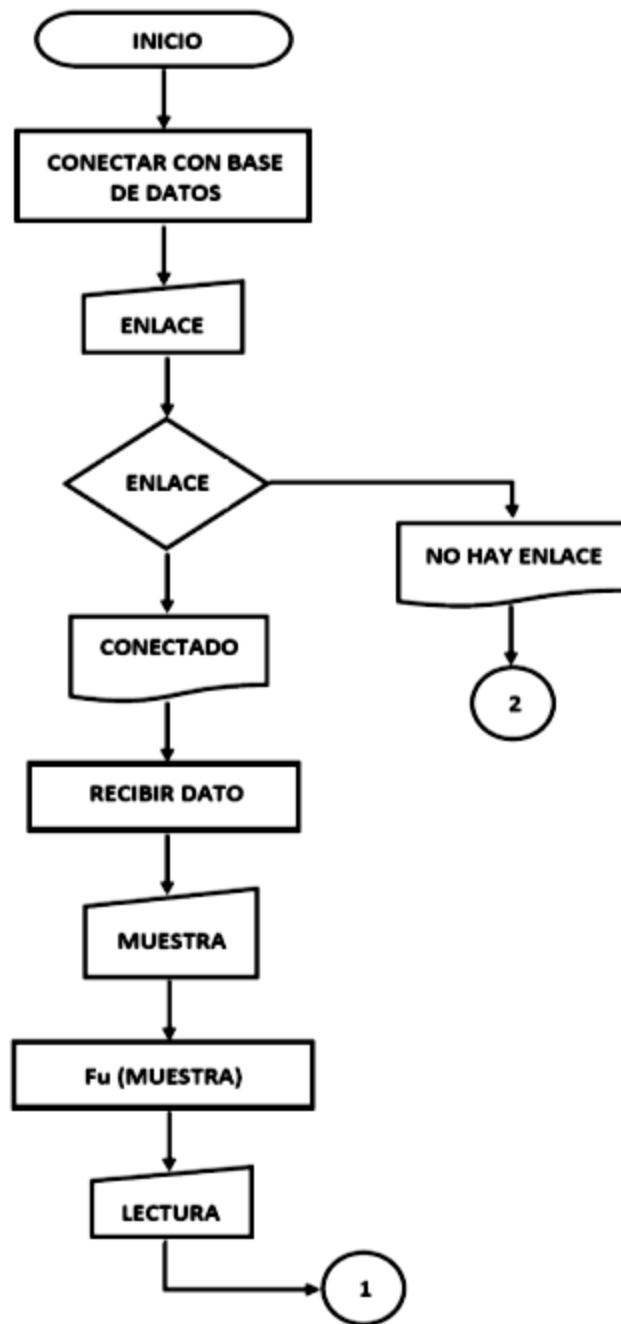 INICIO
CONECTAR CON BASE
DE DATOS
ENLACE
ENLACE
NO HAY ENLACE
CONECTADO
2
RECIBIR DATO
MUESTRA
Fu (MUESTRA)
LECTURA
1